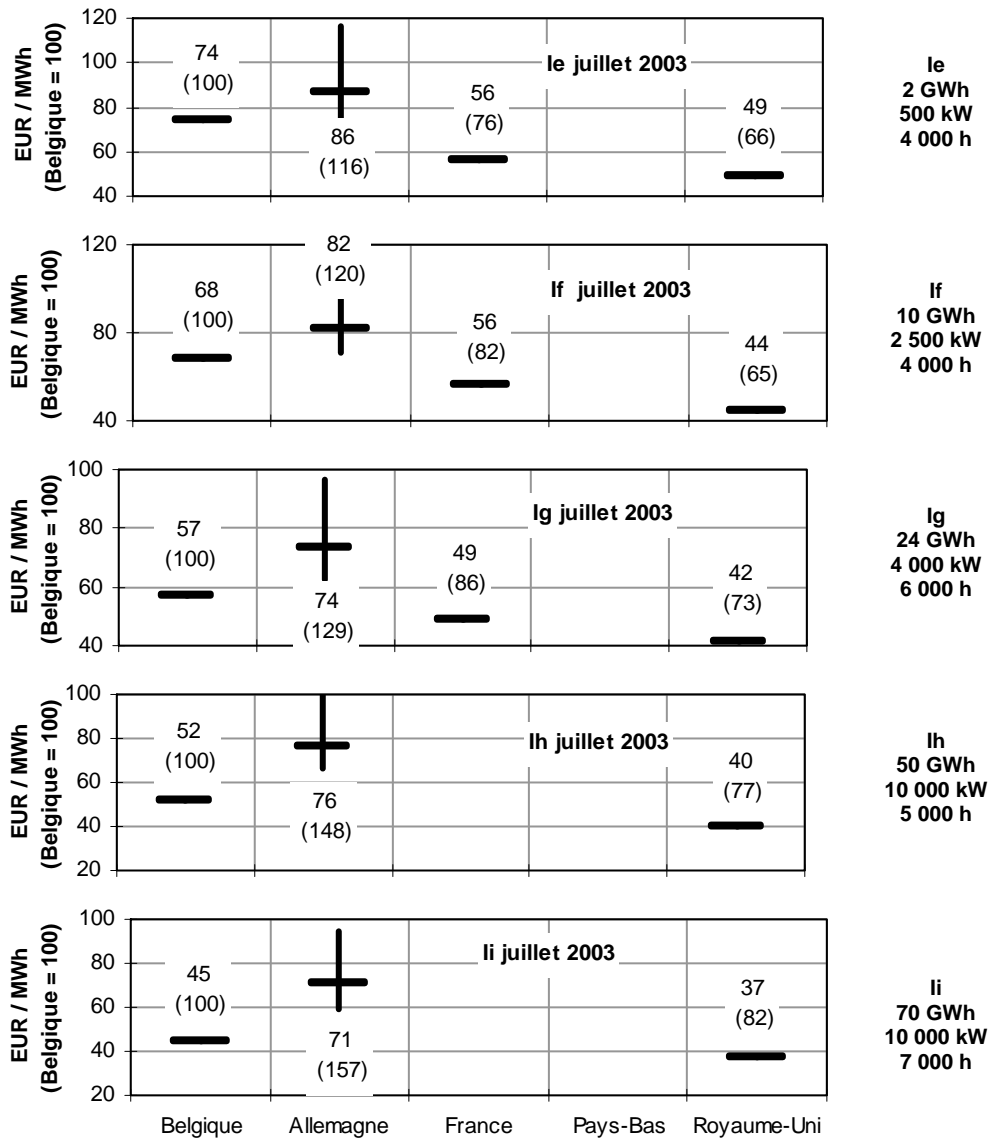 EUR / MWh
(Belgique = 100)
120
100
80
60
40
74
(100)
86
(116)
Ie juillet 2003
56
(76)
49
(66)
Ie
2 GWh
500 kW
4 000 h
EUR / MWh
(Belgique = 100)
120
80
40
68
(100)
82
(120)
If juillet 2003
56
(82)
44
(65)
If
10 GWh
2 500 kW
4 000 h
EUR / MWh
(Belgique = 100)
100
80
60
40
57
(100)
74
(129)
Ig juillet 2003
49
(86)
42
(73)
Ig
24 GWh
4 000 kW
6 000 h
EUR / MWh
(Belgique = 100)
100
80
60
40
20
52
(100)
76
(148)
Ih juillet 2003
40
(77)
Ih
50 GWh
10 000 kW
5 000 h
EUR / MWh
(Belgique = 100)
100
80
60
40
20
45
(100)
71
(157)
Ii juillet 2003
37
(82)
Ii
70 GWh
10 000 kW
7 000 h
Belgique
Allemagne
France
Pays-Bas
Royaume-Uni